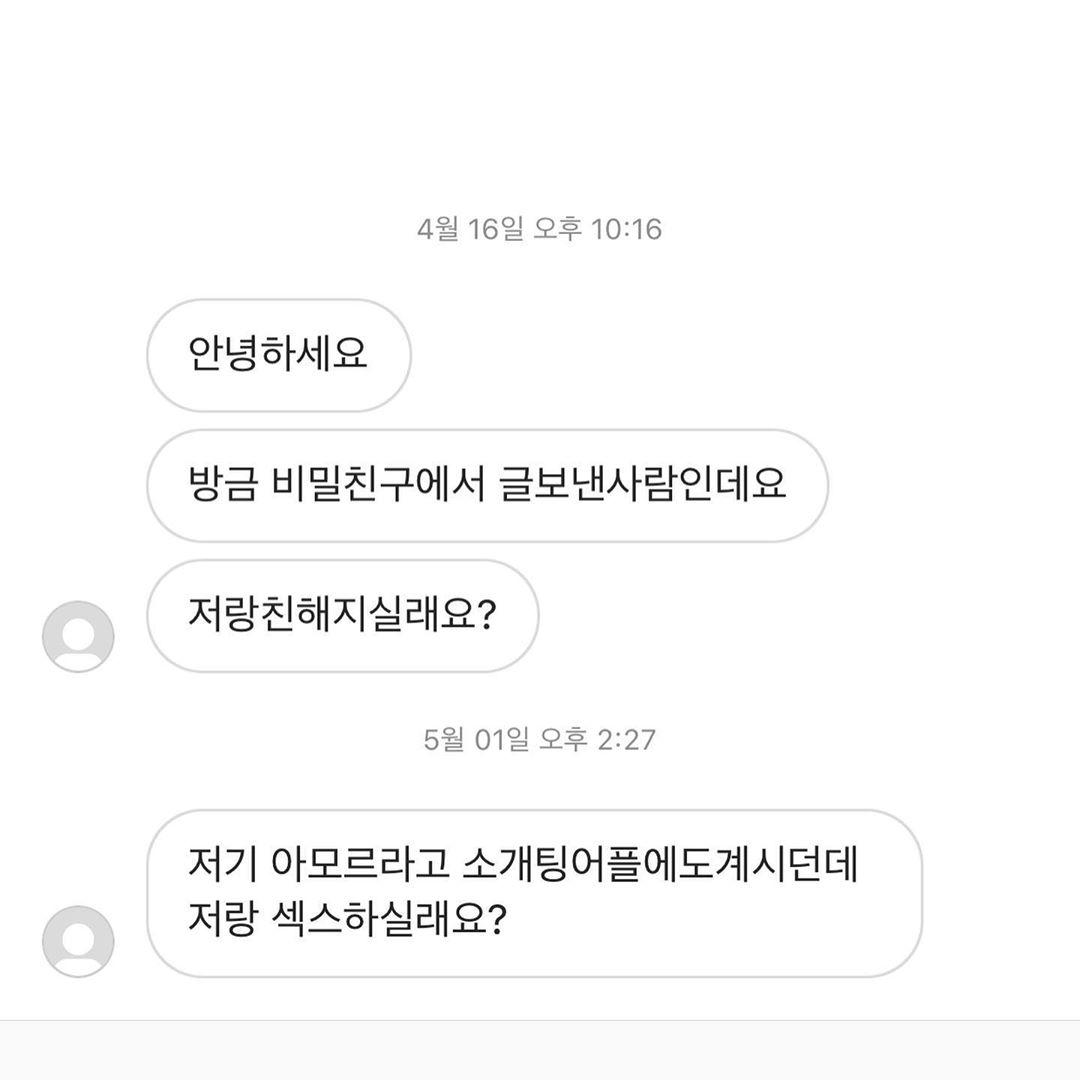 4월 16일 오후 10:16
안녕하세요
방금 비밀친구에서 글보낸사람인데요
저랑친해지실래요?
5월 01일 오후 2:27
저기 아모르라고 소개팅어플에도계시던데
저랑 섹스하실래요?